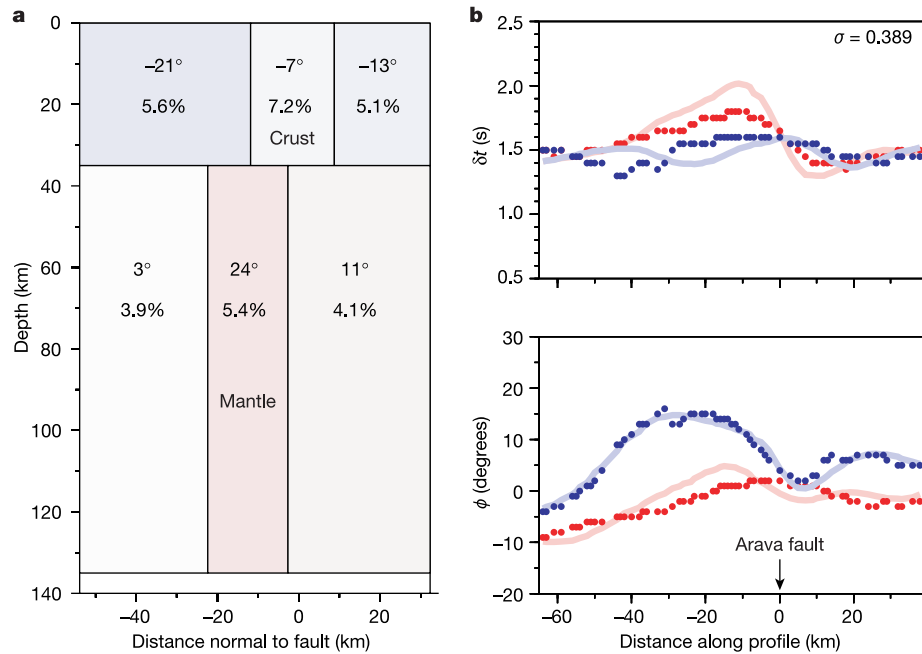 a
0
20
40
60
80
100
120
140
Depth (km)
–21° –7° –13°
5.6% 7.2% 5.1%
Crust
3° 24° 11°
3.9% 5.4% 4.1%
Mantle
–40 –20 0 20
Distance normal to fault (km)
b
2.5
2.0
1.5
1.0
0.5
δt (s)
σ = 0.389
30
20
10
0
–10
–20
ϕ (degrees)
Arava fault
–60 –40 –20 0 20
Distance along profile (km)